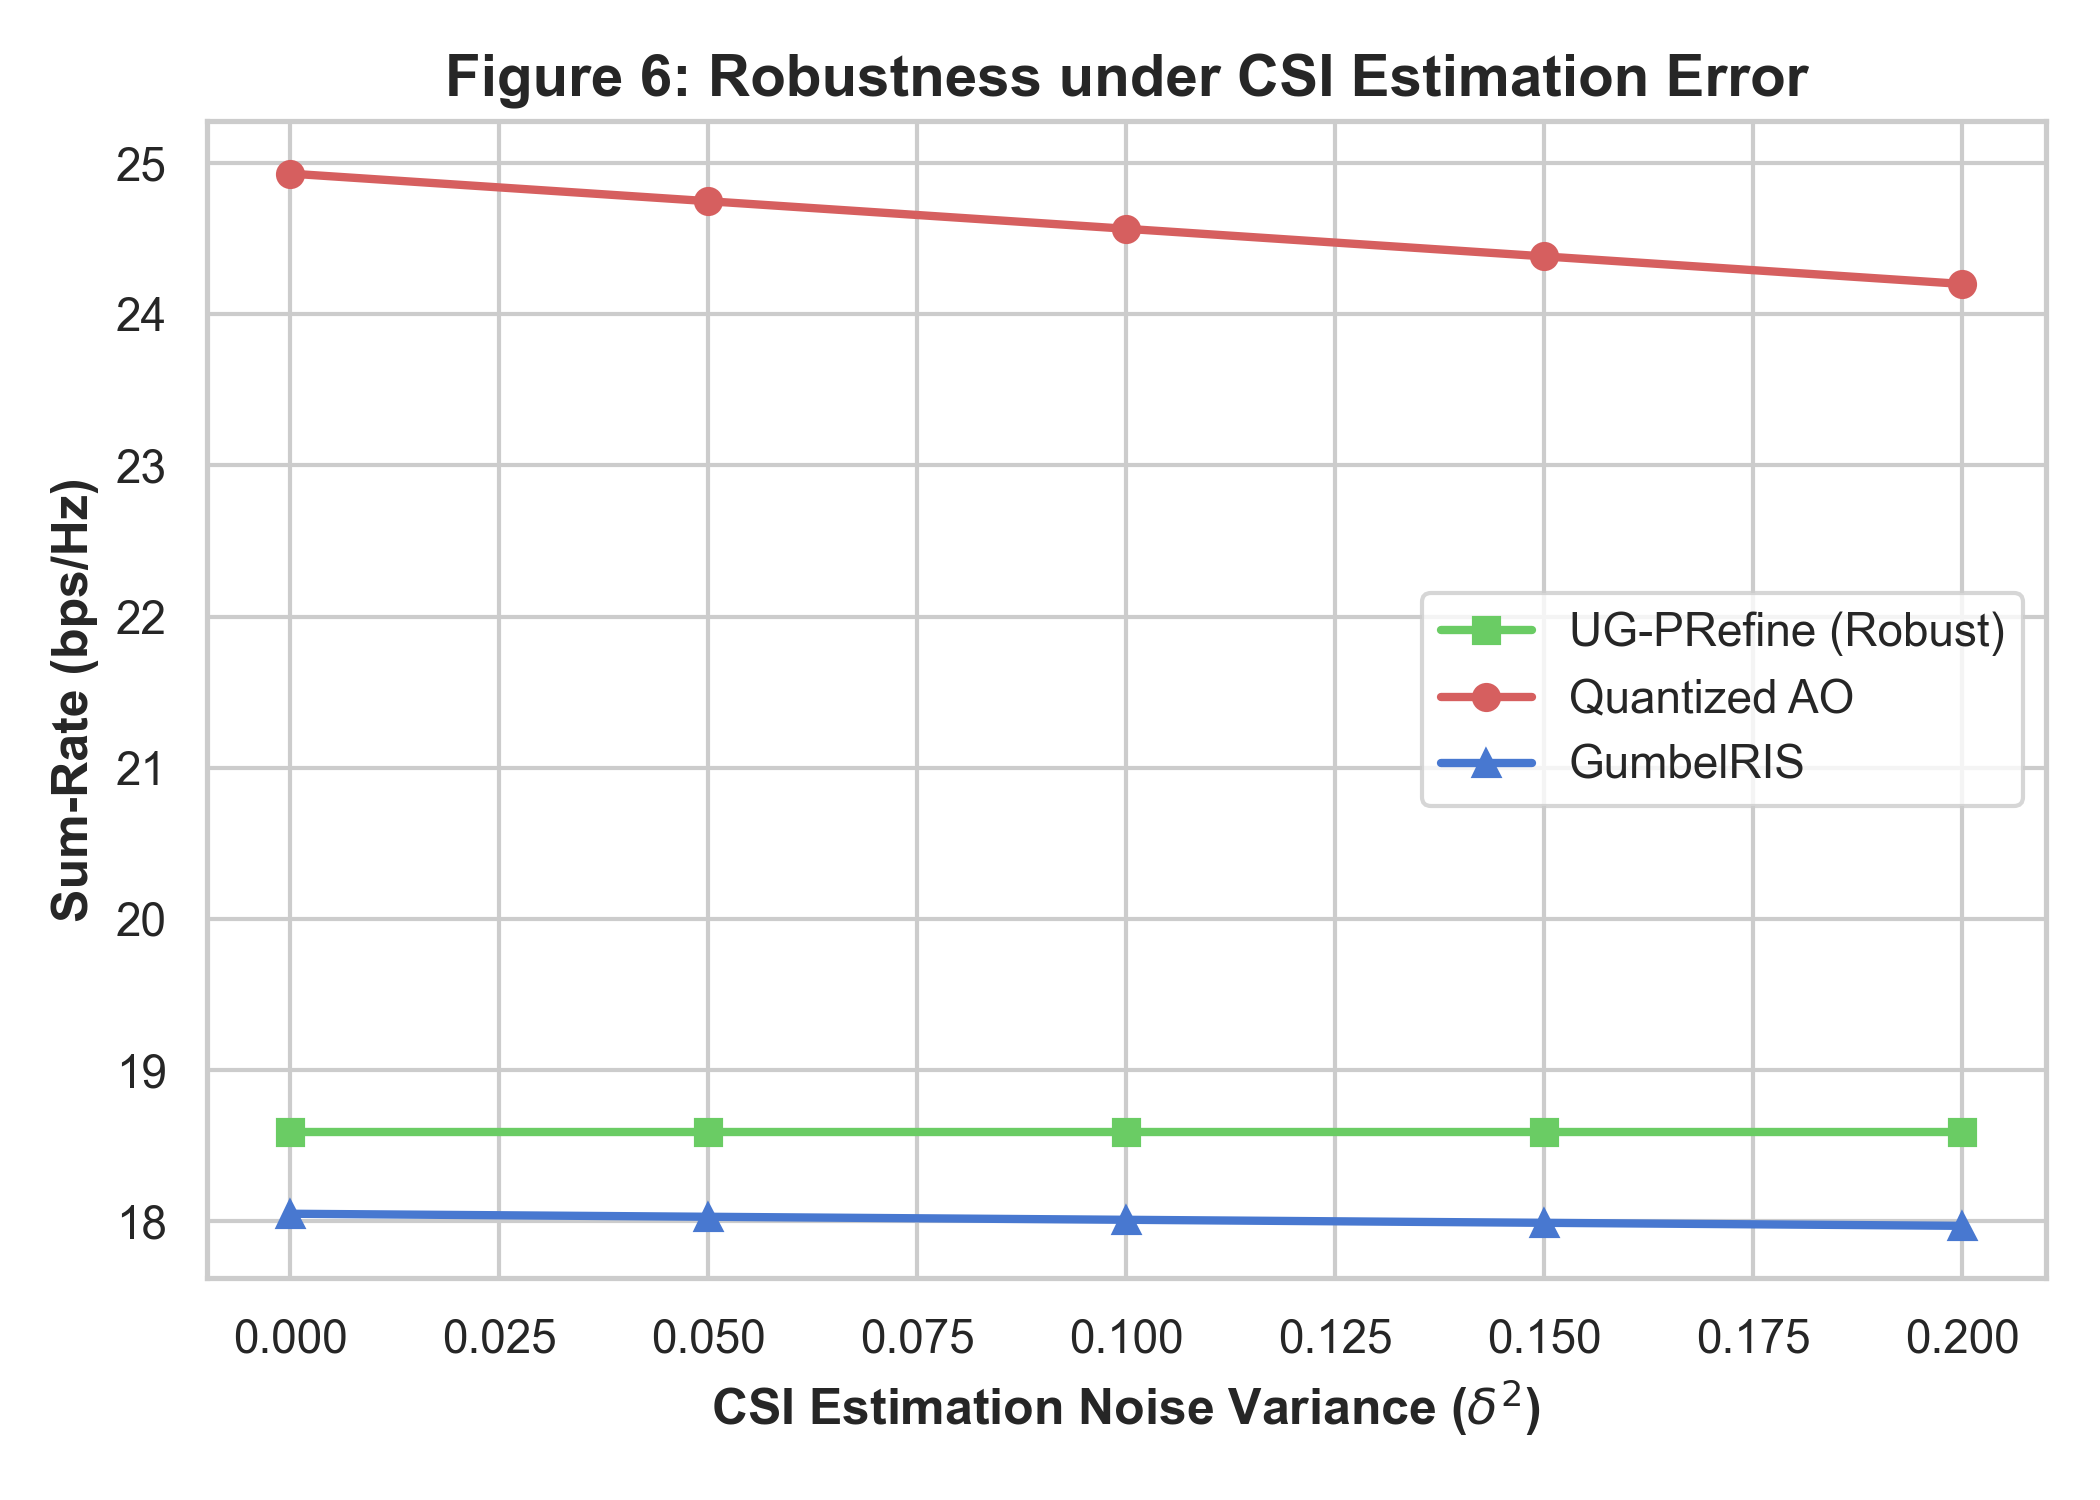 Figure 6: Robustness under CSI Estimation Error
25
24
23
22
21
20
19
18
Sum-Rate (bps/Hz)
UG-PRefine (Robust)
Quantized AO
GumbelRIS
0.000 0.025 0.050 0.075 0.100 0.125 0.150 0.175 0.200
CSI Estimation Noise Variance (δ²)